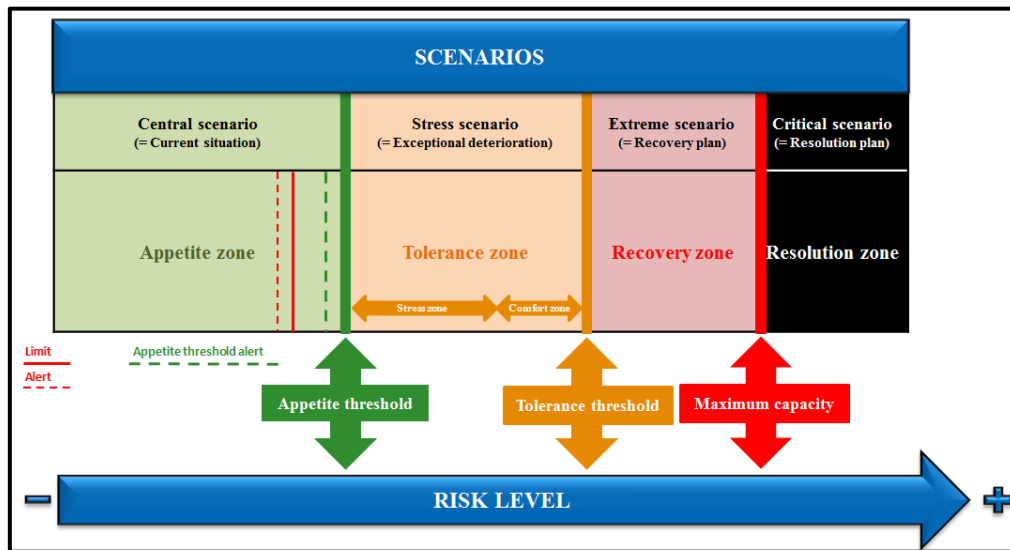 SCENARIOS
Central scenario
(= Current situation)
Stress scenario
(= Exceptional deterioration)
Extreme scenario
(= Recovery plan)
Critical scenario
(= Resolution plan)
Appetite zone
Tolerance zone
Recovery zone
Resolution zone
Stress zone
Comfort zone
Limit
Appetite threshold alert
Alert
Appetite threshold
Tolerance threshold
Maximum capacity
RISK LEVEL